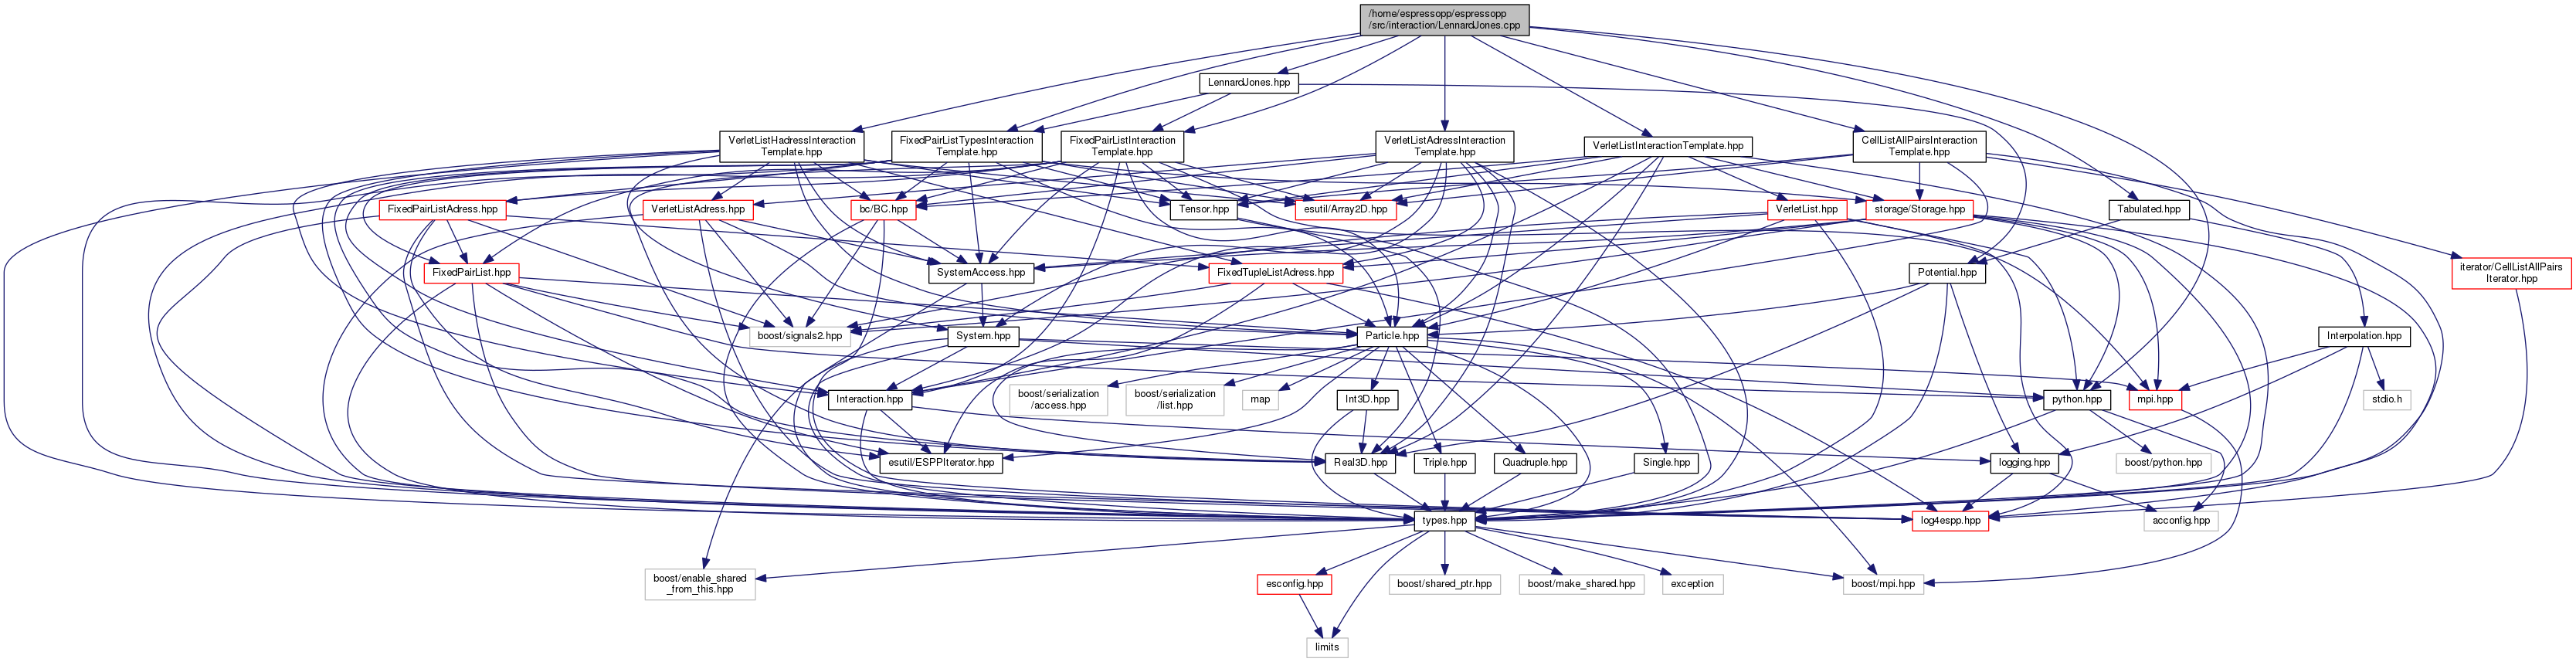 /home/espressopp/espressopp
/src/interaction/LennardJones.cpp
LennardJones.hpp
VerletListHadressInteraction
Template.hpp
FixedPairListTypesInteraction
Template.hpp
FixedPairListInteraction
Template.hpp
VerletListAdressInteraction
Template.hpp
VerletListInteractionTemplate.hpp
CellListAllPairsInteraction
Template.hpp
FixedPairListAdress.hpp
VerletListAdress.hpp
bc/BC.hpp
Tensor.hpp
esutil/Array2D.hpp
VerletList.hpp
storage/Storage.hpp
Tabulated.hpp
FixedPairList.hpp
SystemAccess.hpp
FixedTupleListAdress.hpp
Potential.hpp
iterator/CellListAllPairs
Iterator.hpp
boost/signals2.hpp
System.hpp
Particle.hpp
Interpolation.hpp
Interaction.hpp
boost/serialization
/access.hpp
boost/serialization
/list.hpp
map
Int3D.hpp
python.hpp
mpi.hpp
stdio.h
esutil/ESPPIterator.hpp
Real3D.hpp
Triple.hpp
Quadruple.hpp
Single.hpp
logging.hpp
boost/python.hpp
types.hpp
log4espp.hpp
acconfig.hpp
boost/enable_shared
_from_this.hpp
esconfig.hpp
boost/shared_ptr.hpp
boost/make_shared.hpp
exception
boost/mpi.hpp
limits